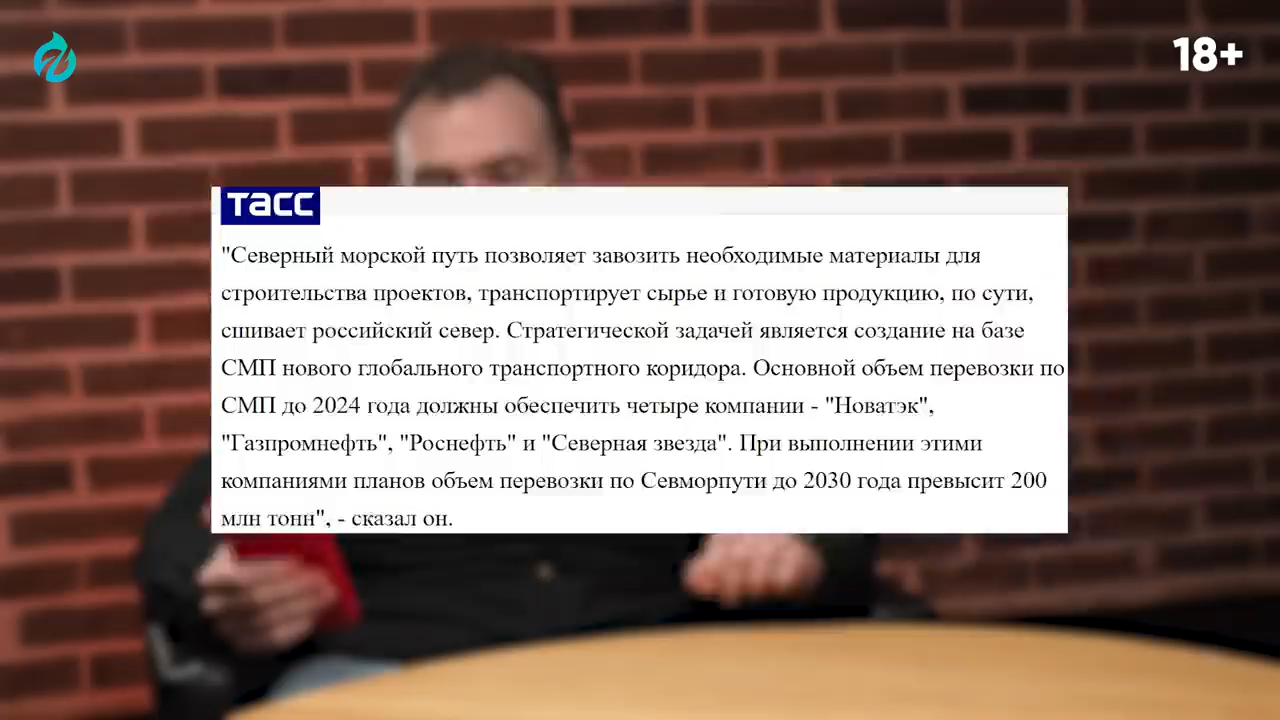 18+
ТАСС
"Северный морской путь позволяет завозить необходимые материалы для
строительства проектов, транспортирует сырье и готовую продукцию, по сути,
сшивает российский север. Стратегической задачей является создание на базе
СМП нового глобального транспортного коридора. Основной объем перевозки по
СМП до 2024 года должны обеспечить четыре компании - "Новатэк",
"Газпромнефть", "Роснефть" и "Северная звезда". При выполнении этими
компаниями планов объем перевозки по Севморпути до 2030 года превысит 200
млн тонн", - сказал он.